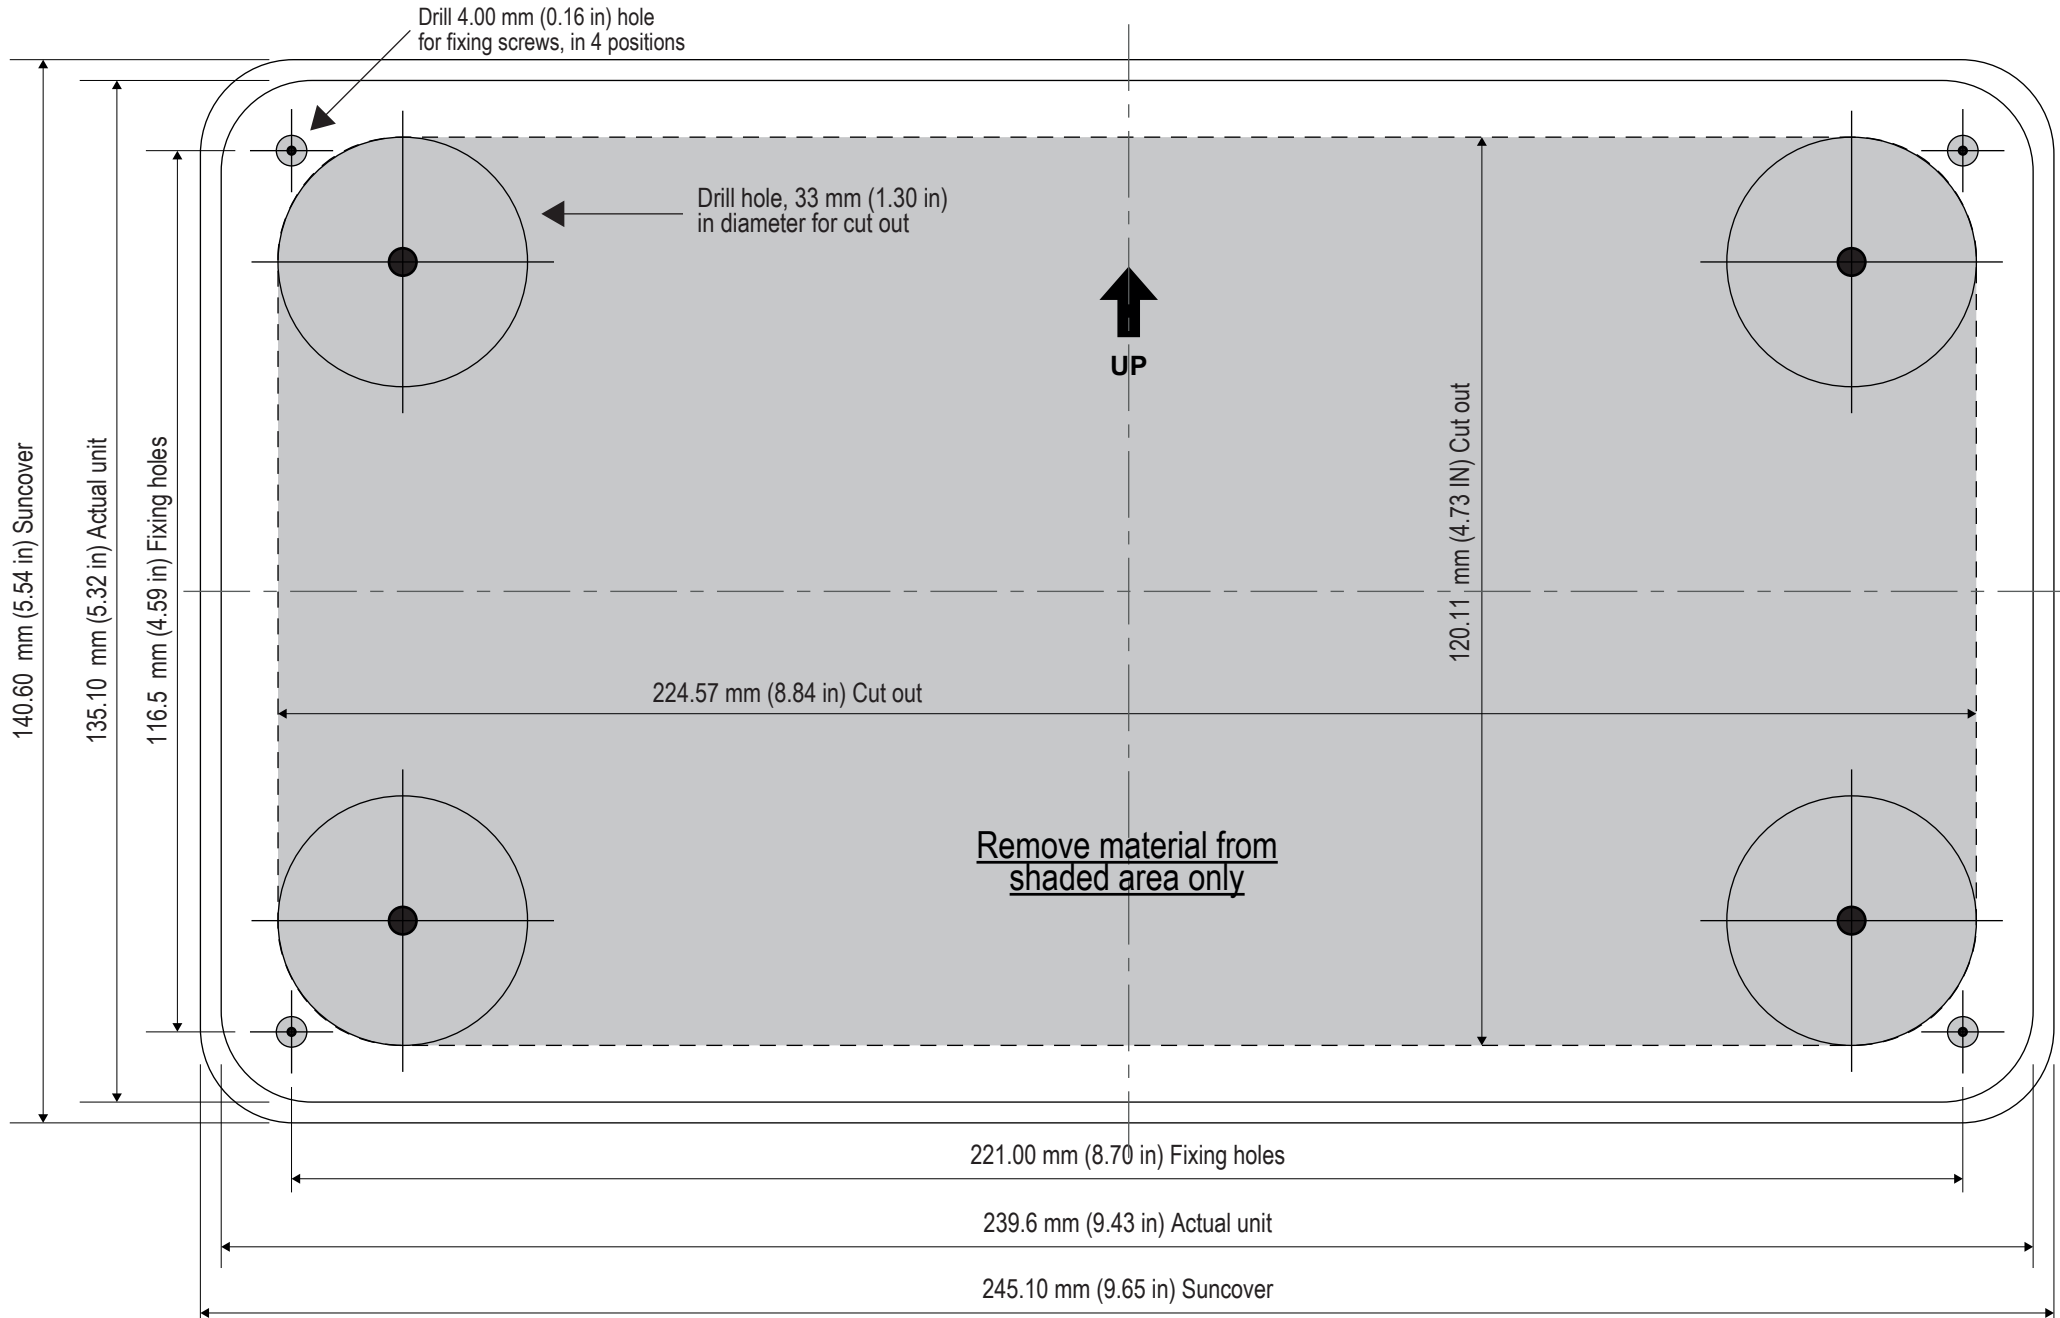 Drill 4.00 mm (0.16 in) hole
for fixing screws, in 4 positions
Drill hole, 33 mm (1.30 in)
in diameter for cut out
UP
140.60 mm (5.54 in) Suncover
135.10 mm (5.32 in) Actual unit
116.5 mm (4.59 in) Fixing holes
120.11 mm (4.73 IN) Cut out
224.57 mm (8.84 in) Cut out
Remove material from
shaded area only
221.00 mm (8.70 in) Fixing holes
239.6 mm (9.43 in) Actual unit
245.10 mm (9.65 in) Suncover